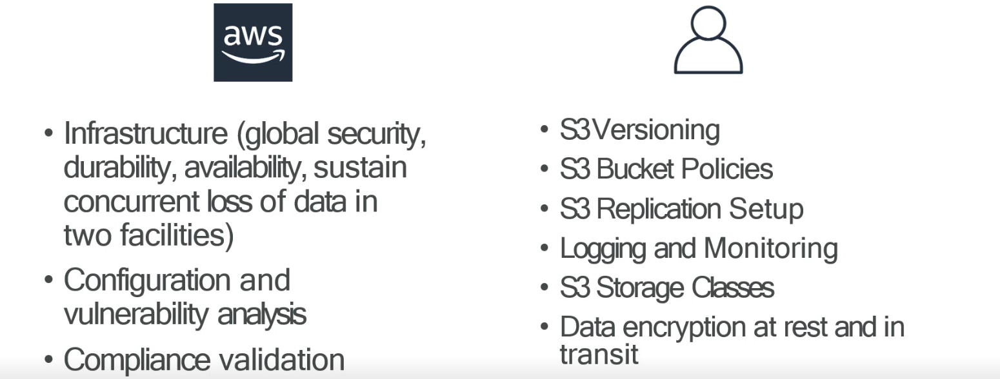 aws
• Infrastructure (global security,
durability, availability, sustain
concurrent loss of data in
two facilities)
• Configuration and
vulnerability analysis
• Compliance validation
• S3 Versioning
• S3 Bucket Policies
• S3 Replication Setup
• Logging and Monitoring
• S3 Storage Classes
• Data encryption at rest and in
transit